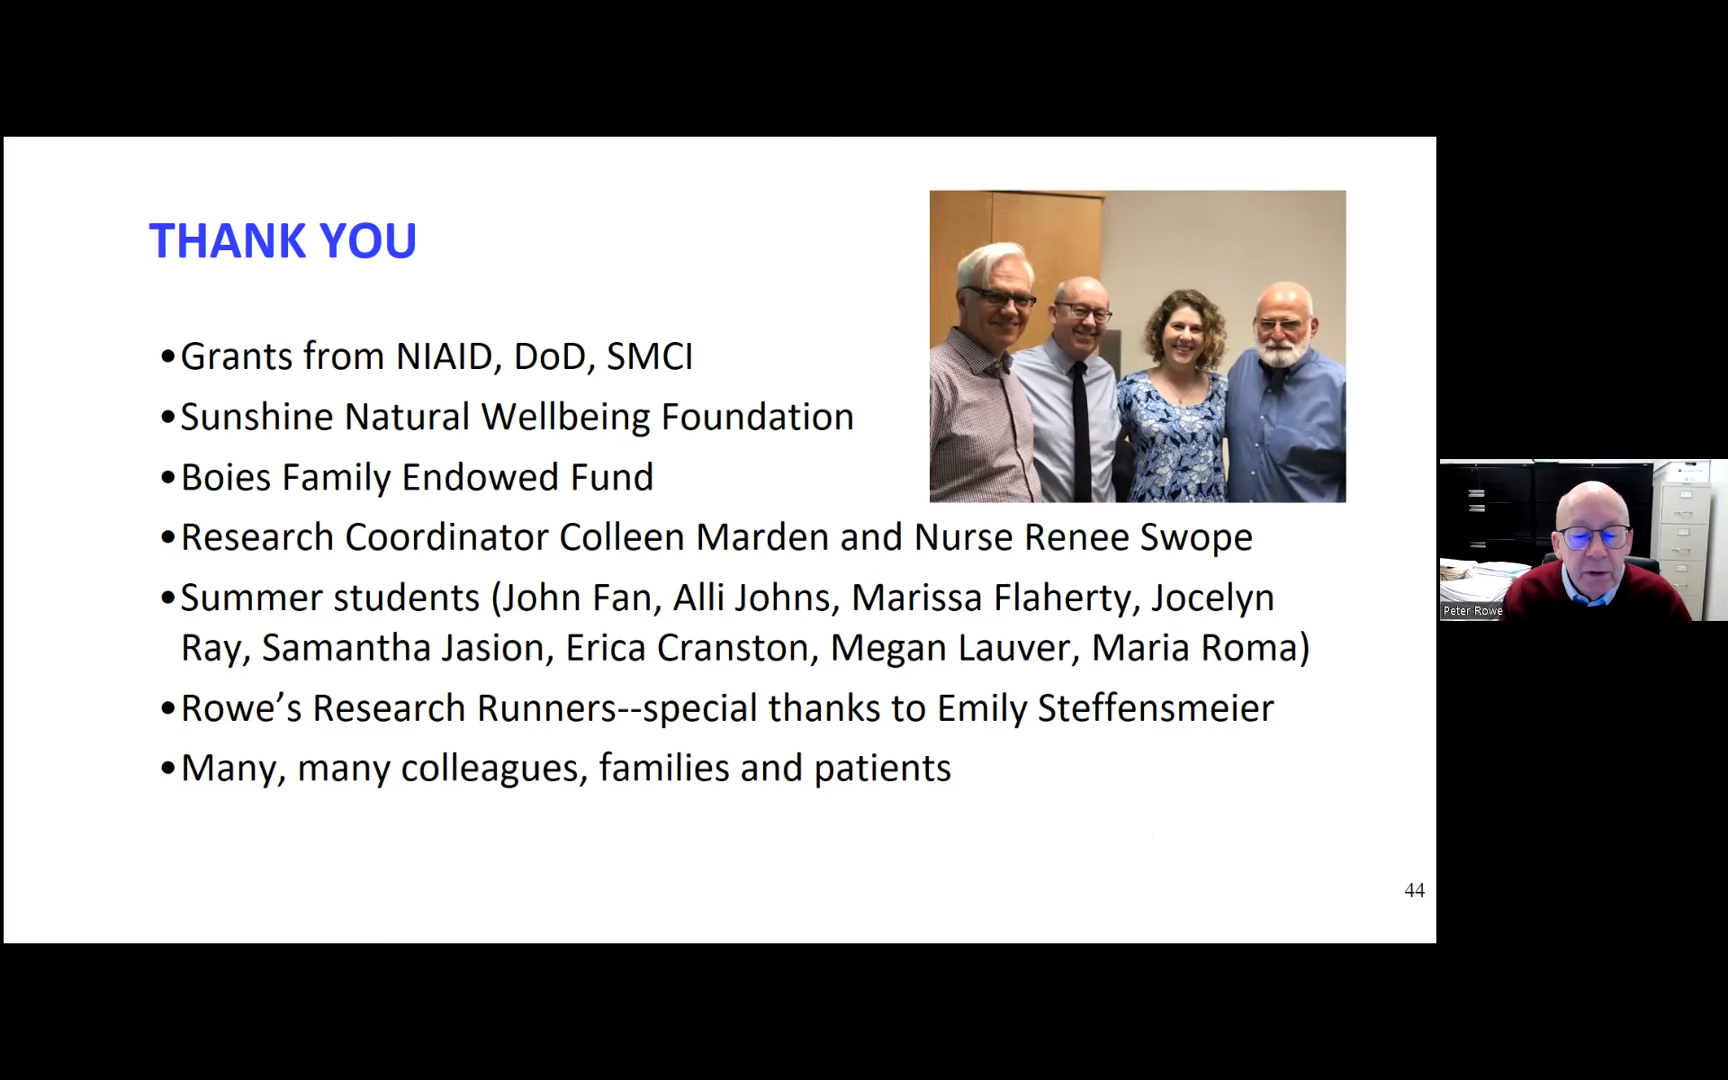 THANK YOU
•Grants from NIAID, DoD, SMCI
•Sunshine Natural Wellbeing Foundation
•Boies Family Endowed Fund
•Research Coordinator Colleen Marden and Nurse Renee Swope
•Summer students (John Fan, Alli Johns, Marissa Flaherty, Jocelyn
Ray, Samantha Jasion, Erica Cranston, Megan Lauver, Maria Roma)
•Rowe’s Research Runners--special thanks to Emily Steffensmeier
•Many, many colleagues, families and patients
44
Peter Rowe